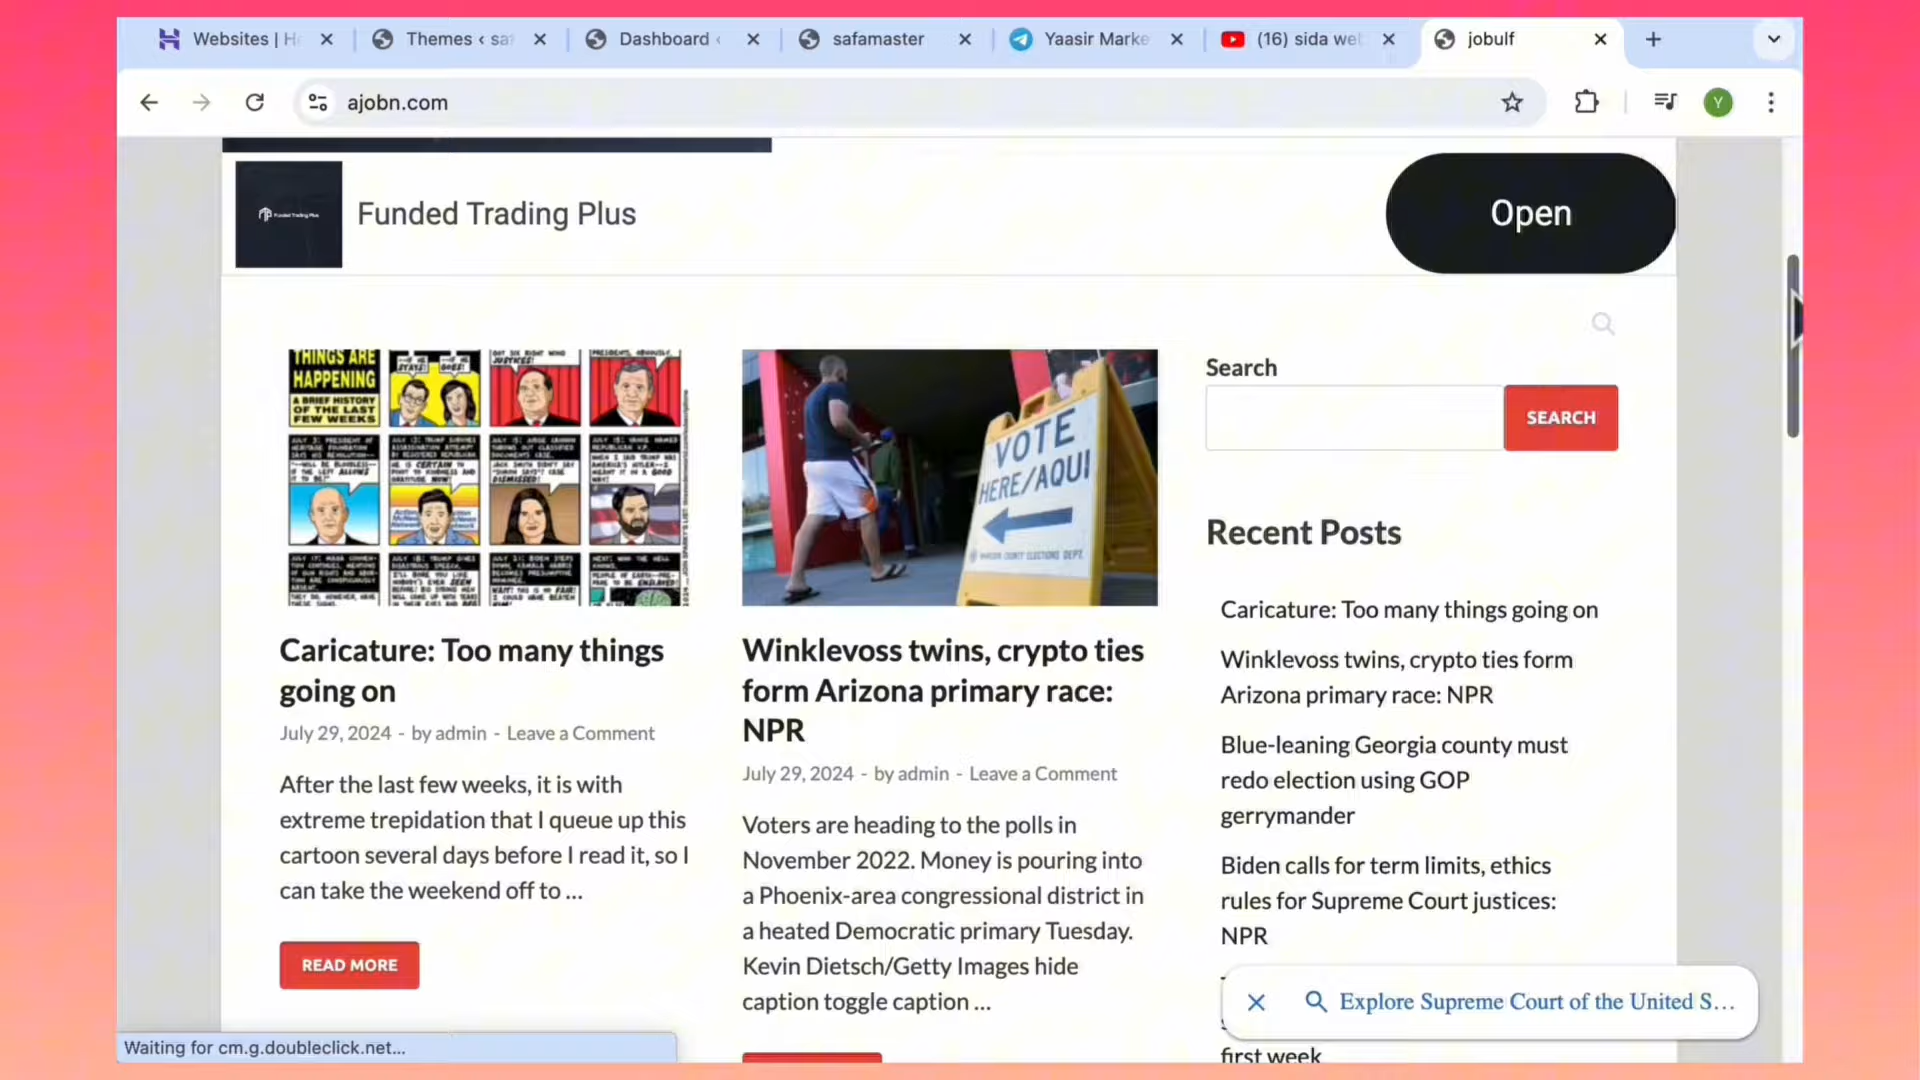 Websites | He
Themes ‹ saf
Dashboard ‹
safamaster
Yaasir Marke
(16) sida wet
jobulf
ajobn.com
Y
Funded Trading Plus
Funded Trading Plus
Open
THINGS ARE
HAPPENING
A BRIEF HISTORY
OF THE LAST
FEW WEEKS
VOTE
HERE/AQUI
Search
SEARCH
Recent Posts
Caricature: Too many things going on
Winklevoss twins, crypto ties form
Arizona primary race: NPR
Blue-leaning Georgia county must
redo election using GOP
gerrymander
Biden calls for term limits, ethics
rules for Supreme Court justices:
NPR
first week
Caricature: Too many things
going on
July 29, 2024 - by admin - Leave a Comment
After the last few weeks, it is with
extreme trepidation that I queue up this
cartoon several days before I read it, so I
can take the weekend off to ...
READ MORE
Winklevoss twins, crypto ties
form Arizona primary race:
NPR
July 29, 2024 - by admin - Leave a Comment
Voters are heading to the polls in
November 2022. Money is pouring into
a Phoenix-area congressional district in
a heated Democratic primary Tuesday.
Kevin Dietsch/Getty Images hide
caption toggle caption ...
Explore Supreme Court of the United S...
Waiting for cm.g.doubleclick.net...